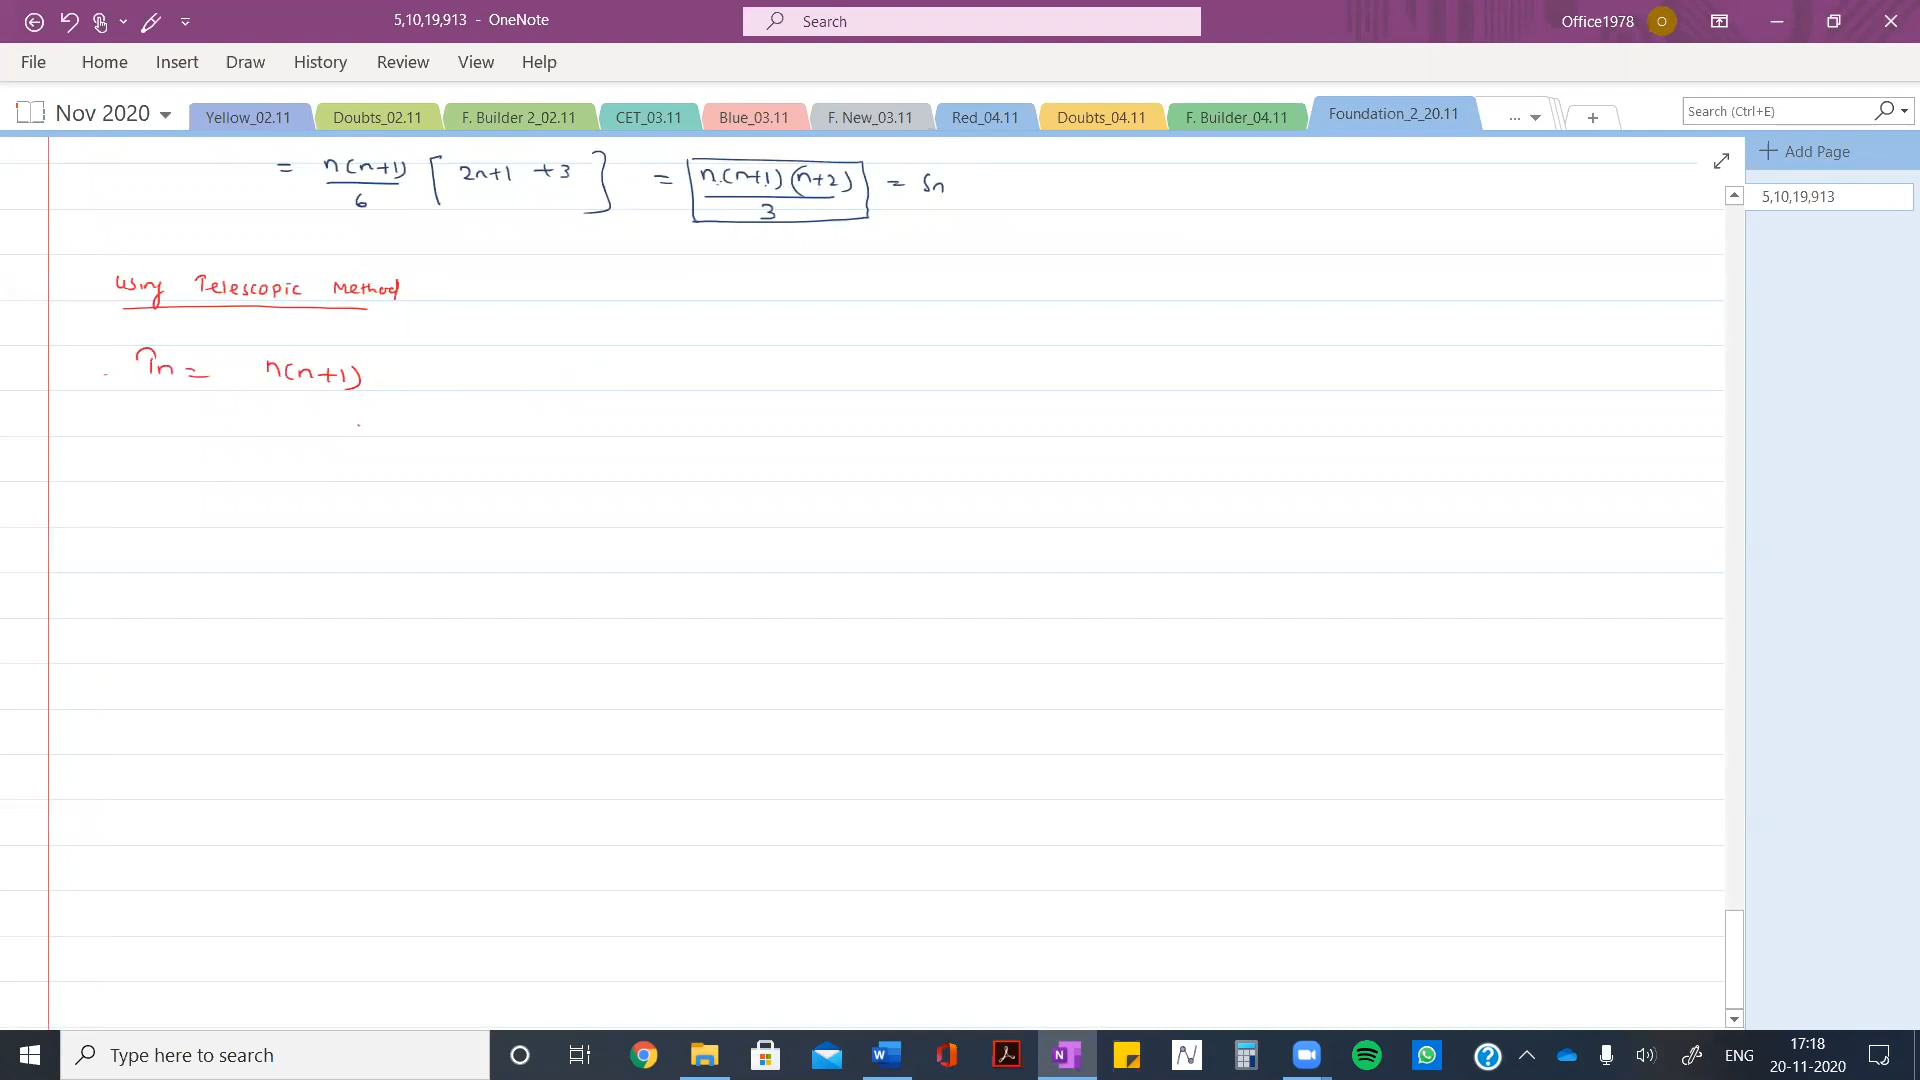 5,10,19,913 - OneNote
Search
Office1978
O
File Home Insert Draw History Review View Help
Nov 2020
Yellow_02.11 Doubts_02.11 F. Builder 2_02.11 CET_03.11 Blue_03.11 F. New_03.11 Red_04.11 Doubts_04.11 F. Builder_04.11 Foundation_2_20.11 ...
Search (Ctrl+E)
Add Page
5,10,19,913
= n(n+1)/6 [2n+1 +3] = n(n+1)(n+2)/3 = Sn
Using Telescopic Method
Tn = n(n+1)
Type here to search
ENG
17:18
20-11-2020